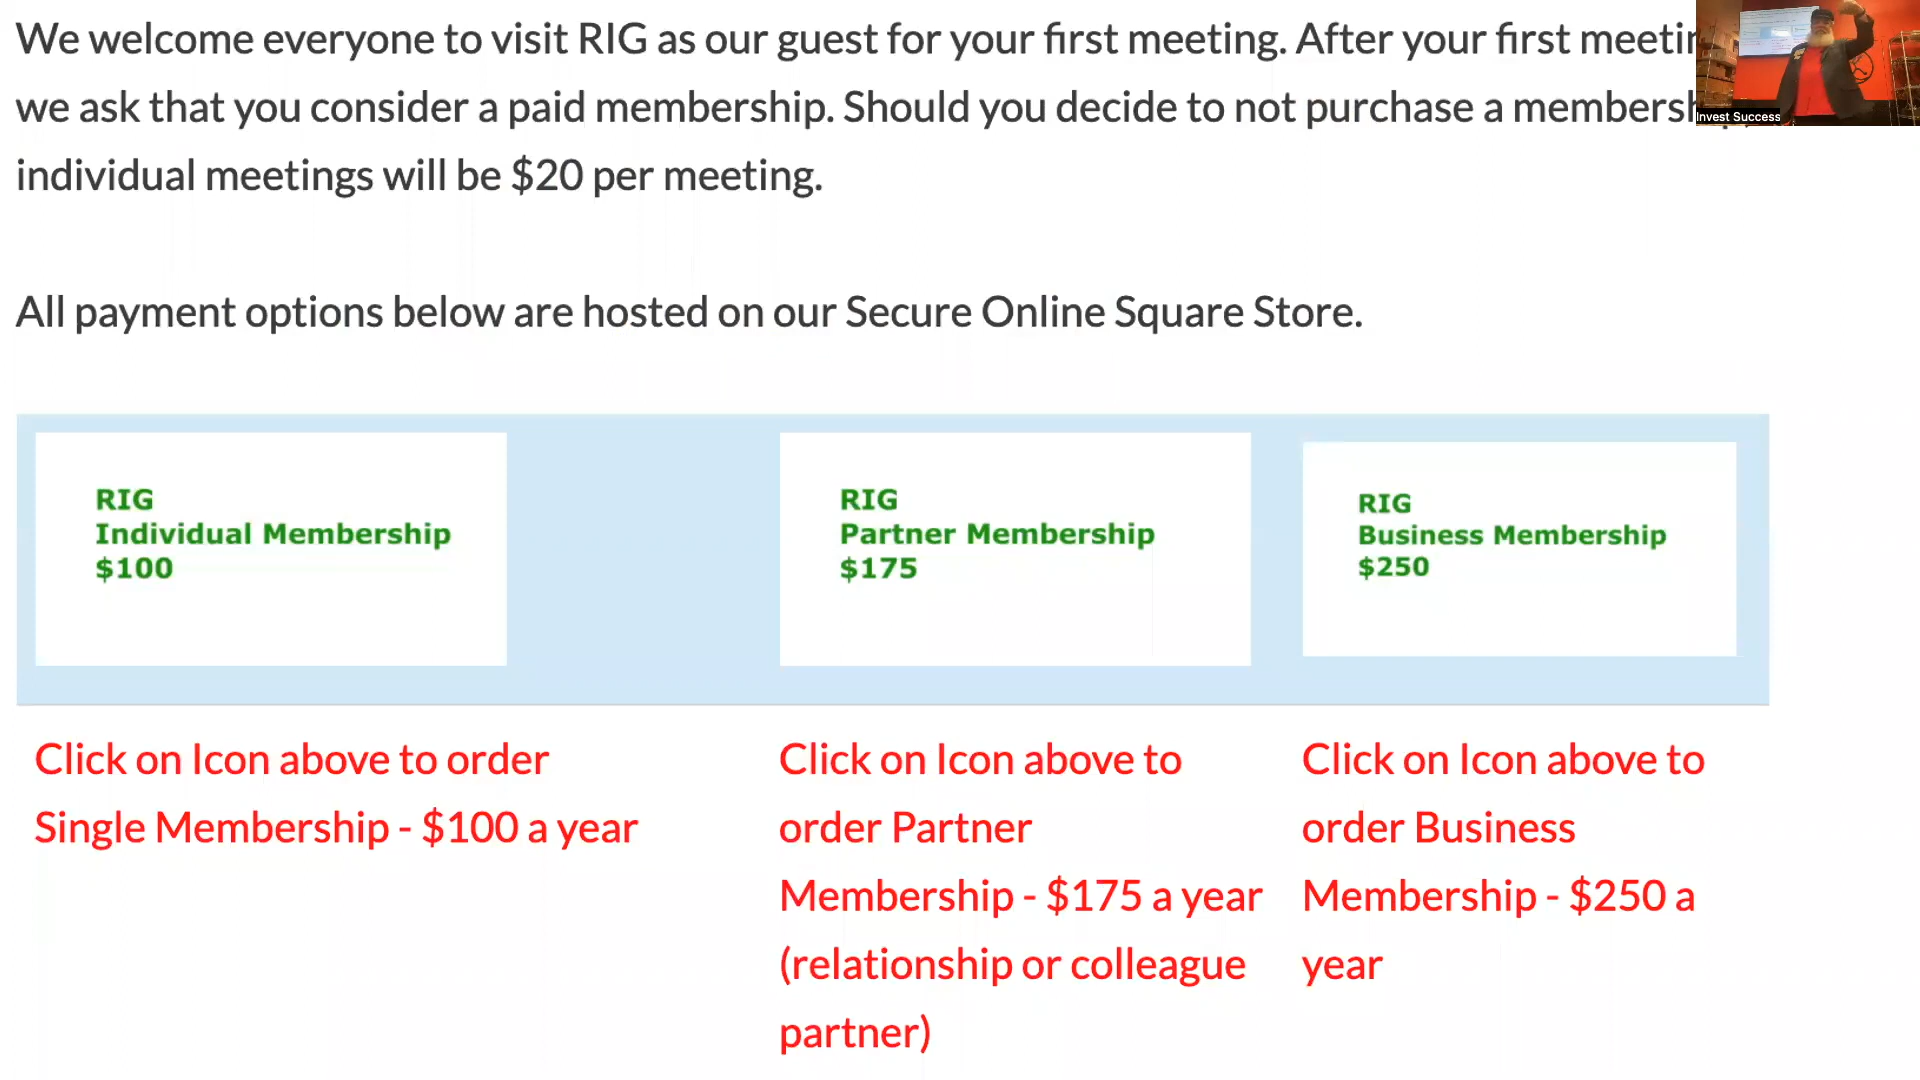 We welcome everyone to visit RIG as our guest for your first meeting. After your first
we ask that you consider a paid membership. Should you decide to not purchase a
individual meetings will be $20 per meeting.
All payment options below are hosted on our Secure Online Square Store.
RIG
Individual Membership
$100
RIG
Partner Membership
$175
RIG
Business Membership
$250
Click on Icon above to order
Single Membership - $100 a year
Click on Icon above to
order Partner
Membership - $175 a year
(relationship or colleague
partner)
Click on Icon above to
order Business
Membership - $250 a
year
Invest Success